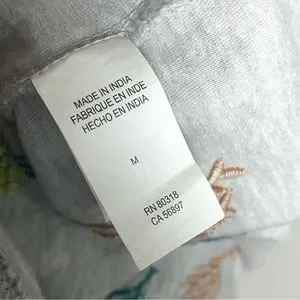 MADE IN INDIA
FABRIQUE EN INDE
HECHO EN INDIA
M
RN 80318
CA 56897